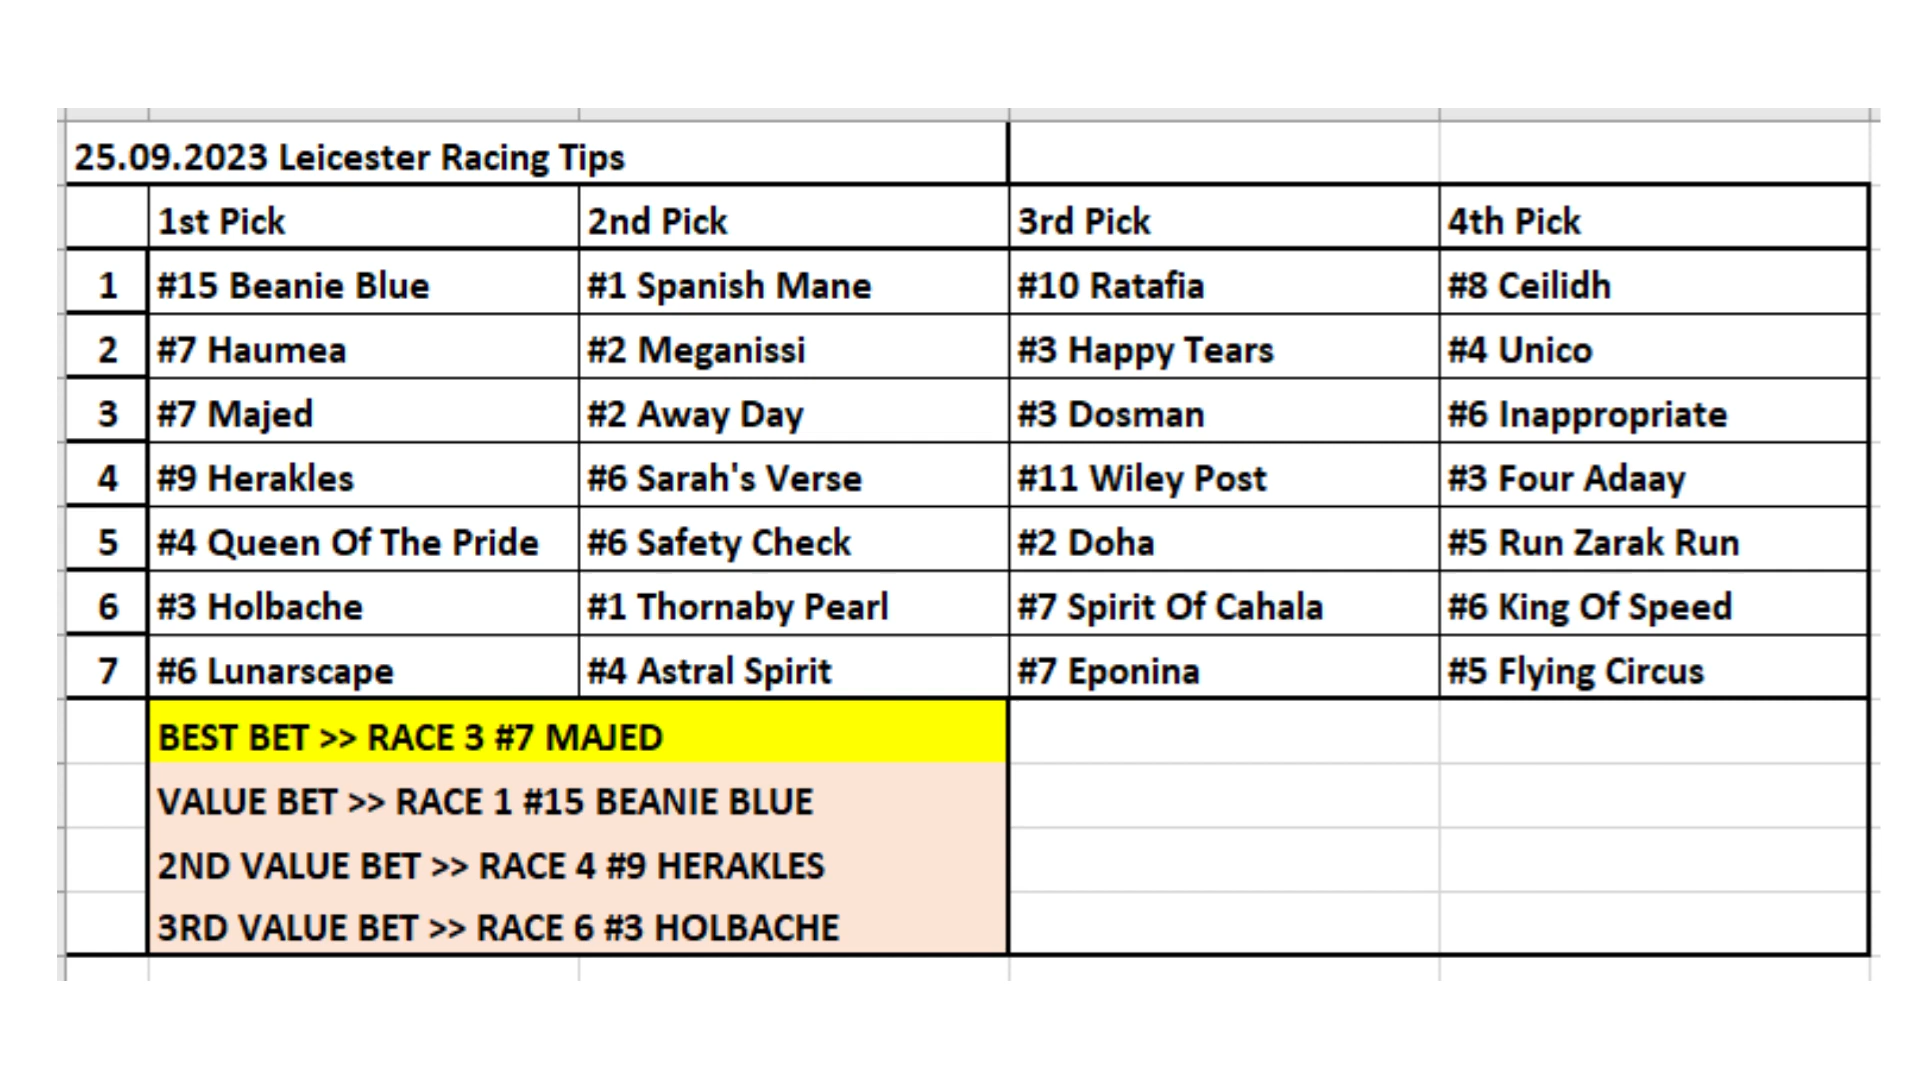 25.09.2023 Leicester Racing Tips
1st Pick 2nd Pick 3rd Pick 4th Pick
1 #15 Beanie Blue #1 Spanish Mane #10 Ratafia #8 Ceilidh
2 #7 Haumea #2 Meganissi #3 Happy Tears #4 Unico
3 #7 Majed #2 Away Day #3 Dosman #6 Inappropriate
4 #9 Herakles #6 Sarah's Verse #11 Wiley Post #3 Four Adaay
5 #4 Queen Of The Pride #6 Safety Check #2 Doha #5 Run Zarak Run
6 #3 Holbache #1 Thornaby Pearl #7 Spirit Of Cahala #6 King Of Speed
7 #6 Lunarscape #4 Astral Spirit #7 Eponina #5 Flying Circus
BEST BET >> RACE 3 #7 MAJED
VALUE BET >> RACE 1 #15 BEANIE BLUE
2ND VALUE BET >> RACE 4 #9 HERAKLES
3RD VALUE BET >> RACE 6 #3 HOLBACHE